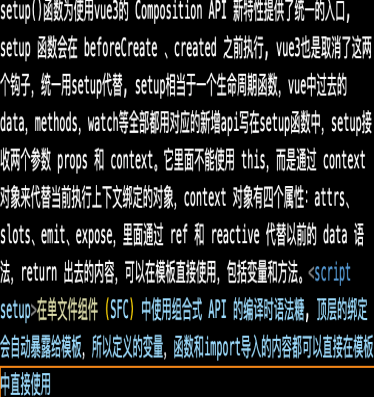 setup()函数为使用vue3的 Composition API 新特性提供了统一的入口,
setup 函数会在 beforeCreate 、created 之前执行, vue3也是取消了这两
个钩子, 统一用setup代替, setup相当于一个生命周期函数, vue中过去的
data, methods, watch等全部都用对应的新增api写在setup函数中, setup接
收两个参数 props 和 context。它里面不能使用 this, 而是通过 context
对象来代替当前执行上下文绑定的对象, context 对象有四个属性: attrs、
slots、emit、expose, 里面通过 ref 和 reactive 代替以前的 data 语
法, return 出去的内容, 可以在模板直接使用, 包括变量和方法。<script
setup>在单文件组件 (SFC) 中使用组合式 API 的编译时语法糖, 顶层的绑定
会自动暴露给模板, 所以定义的变量, 函数和import导入的内容都可以直接在模板
中直接使用